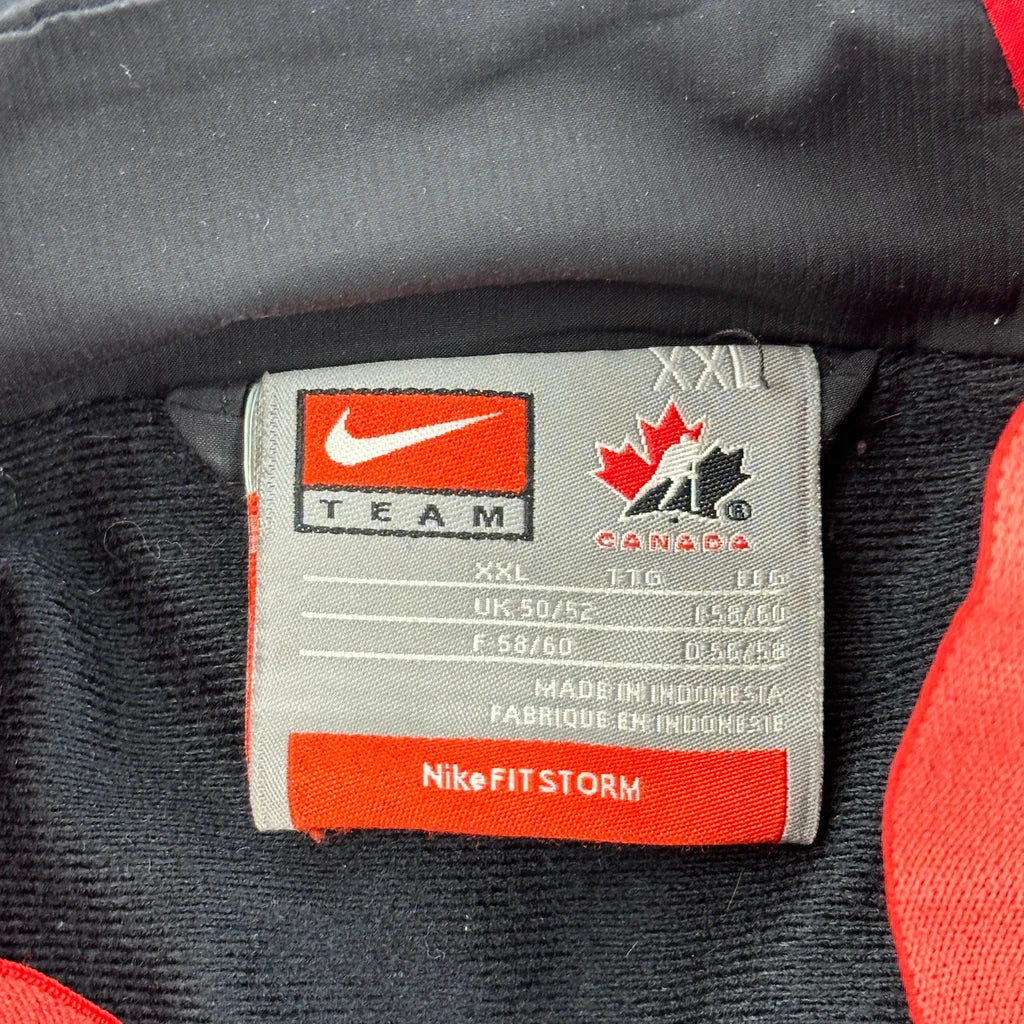 XXL
TEAM
®
CANADA
XXL TTG EEG
UK 50/52 I 58/60
F 58/60 D 56/58
MADE IN INDONESIA
FABRIQUE EN INDONESIE
NikeFITSTORM